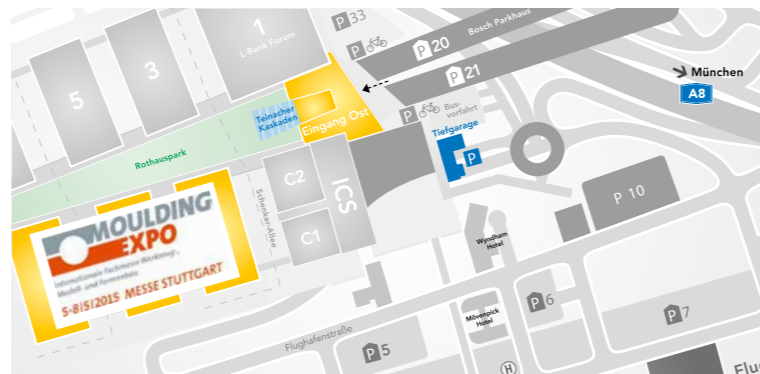 P 33
1
L-Bank Forum
P
P 20
Bosch Parkhaus
P 21
3
5
München
A8
P
Bus-
vorfahrt
Teinacher
Kaskaden
Eingang Ost
Tiefgarage
P
Rothauspark
C2
ICS
C1
Schenker-Allee
P 10
MOULDING
EXPO
Internationale Fachmesse Werkzeug-,
Modell- und Formenbau
5-8|5|2015 MESSE STUTTGART
Wyndham
Hotel
Mövenpick
Hotel
P 6
P 7
Flughafenstraße
P 5
H
P
Flug